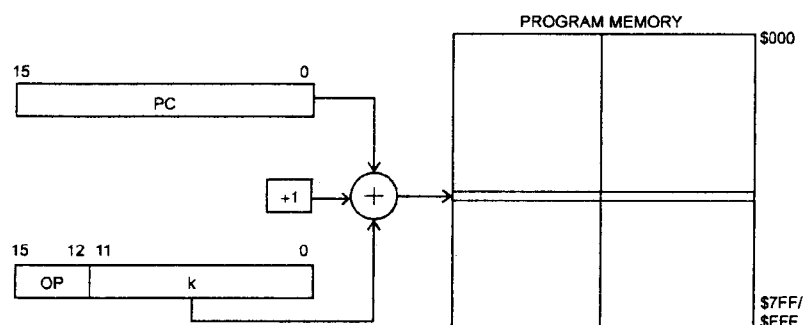 PROGRAM MEMORY
$000
15 0
PC
+1
+
15 12 11 0
OP k
$7FF/
$FFF